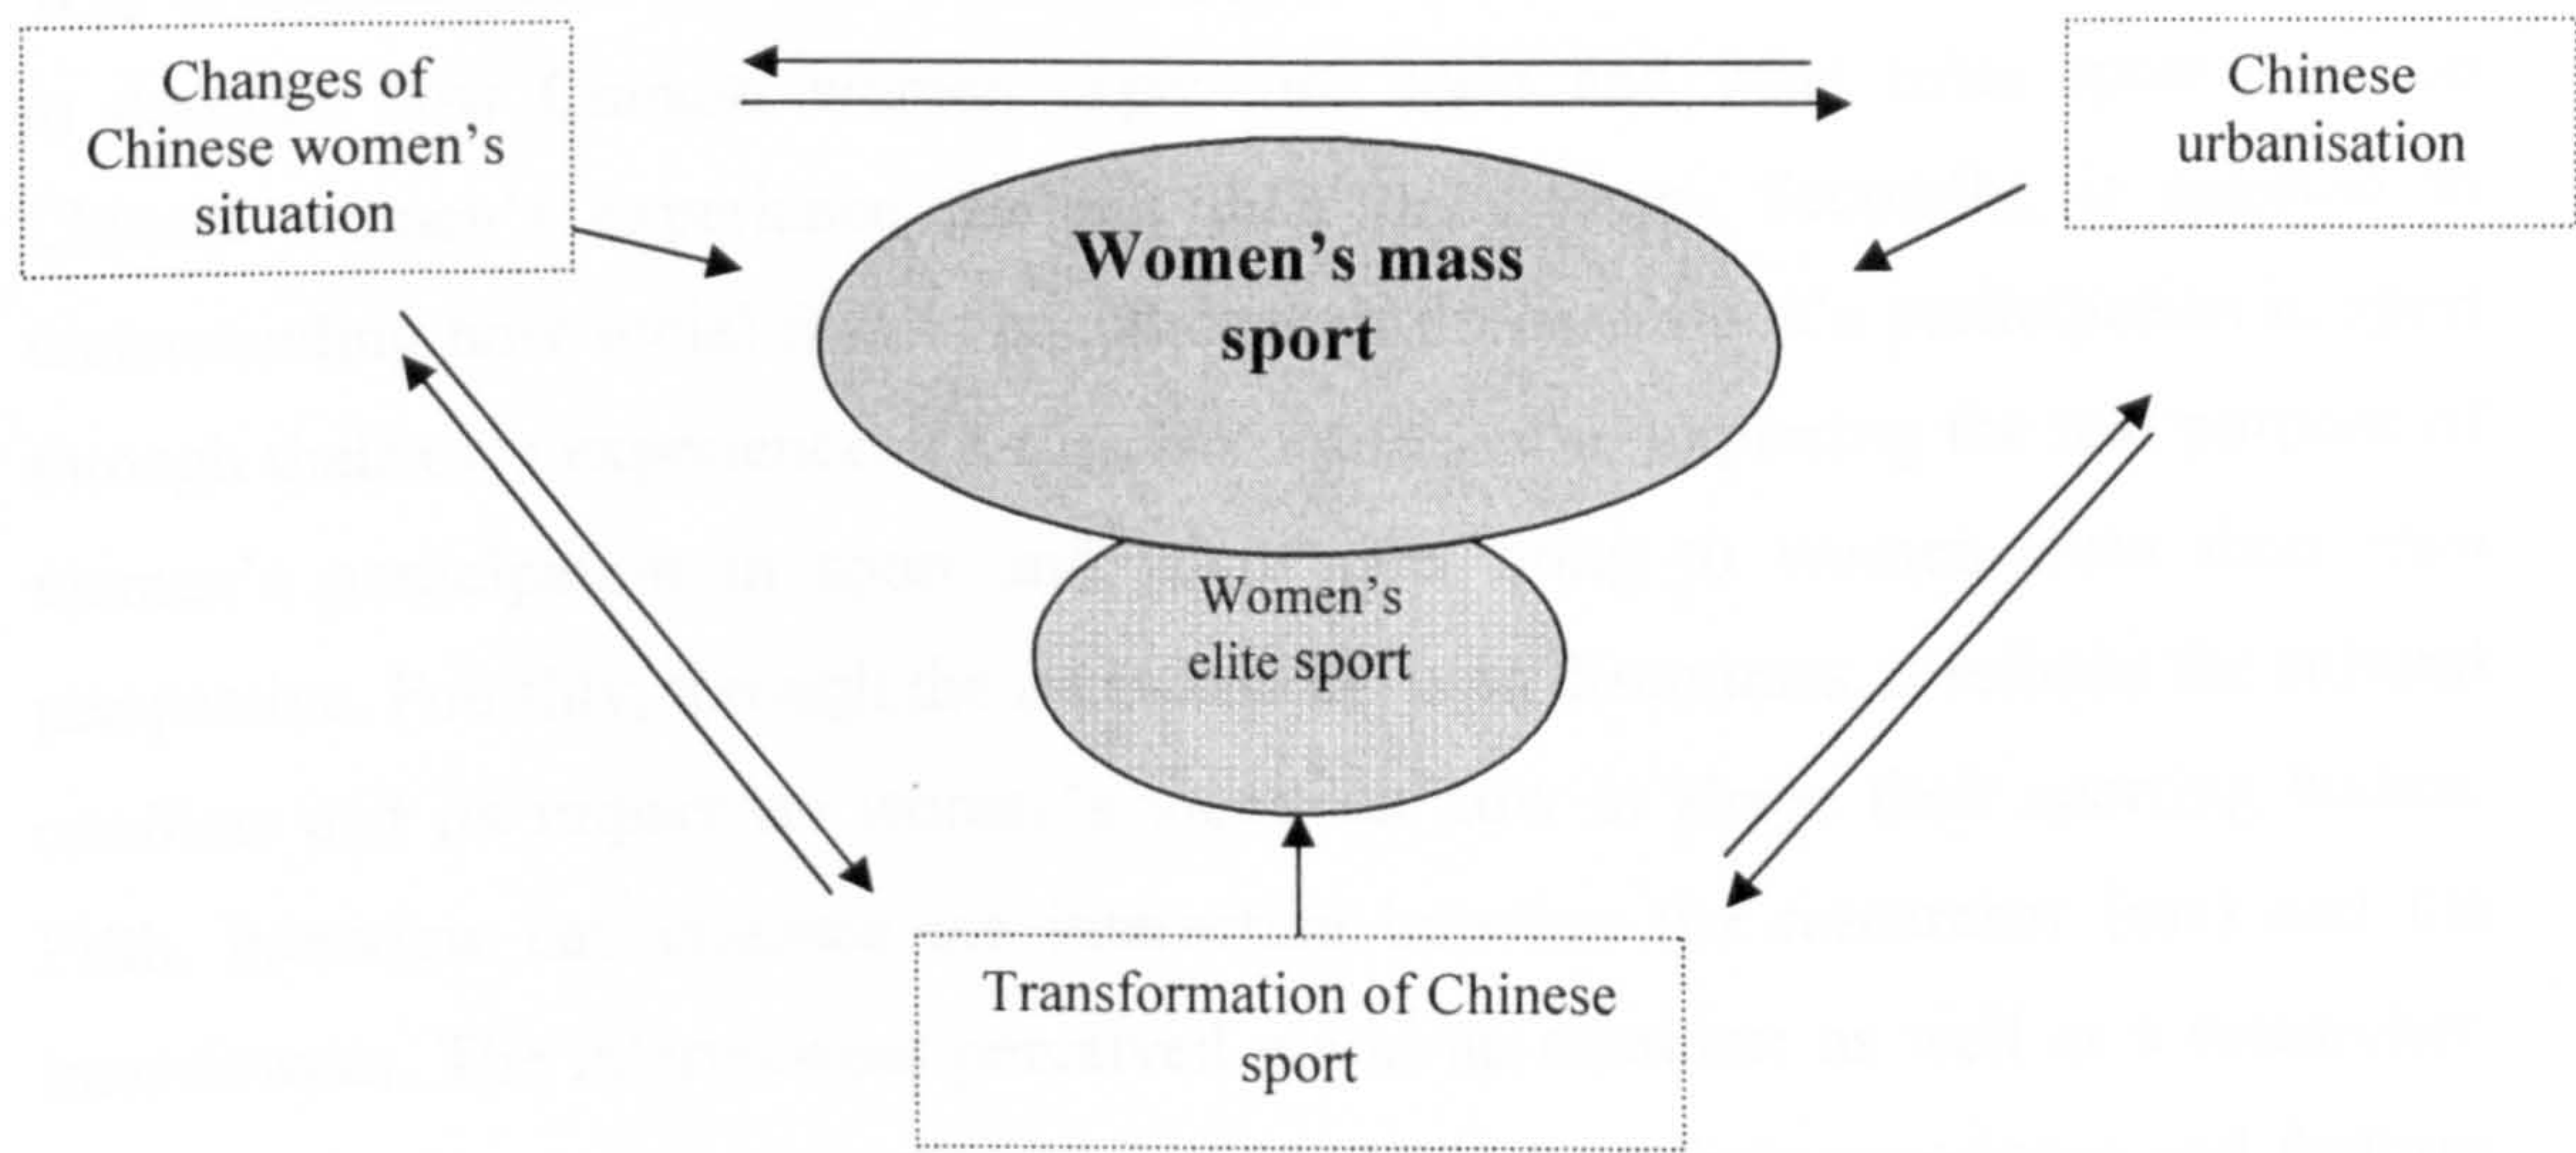 Changes of
Chinese women's
situation
Chinese
urbanisation
Women's mass
sport
Women's
elite sport
Transformation of Chinese
sport